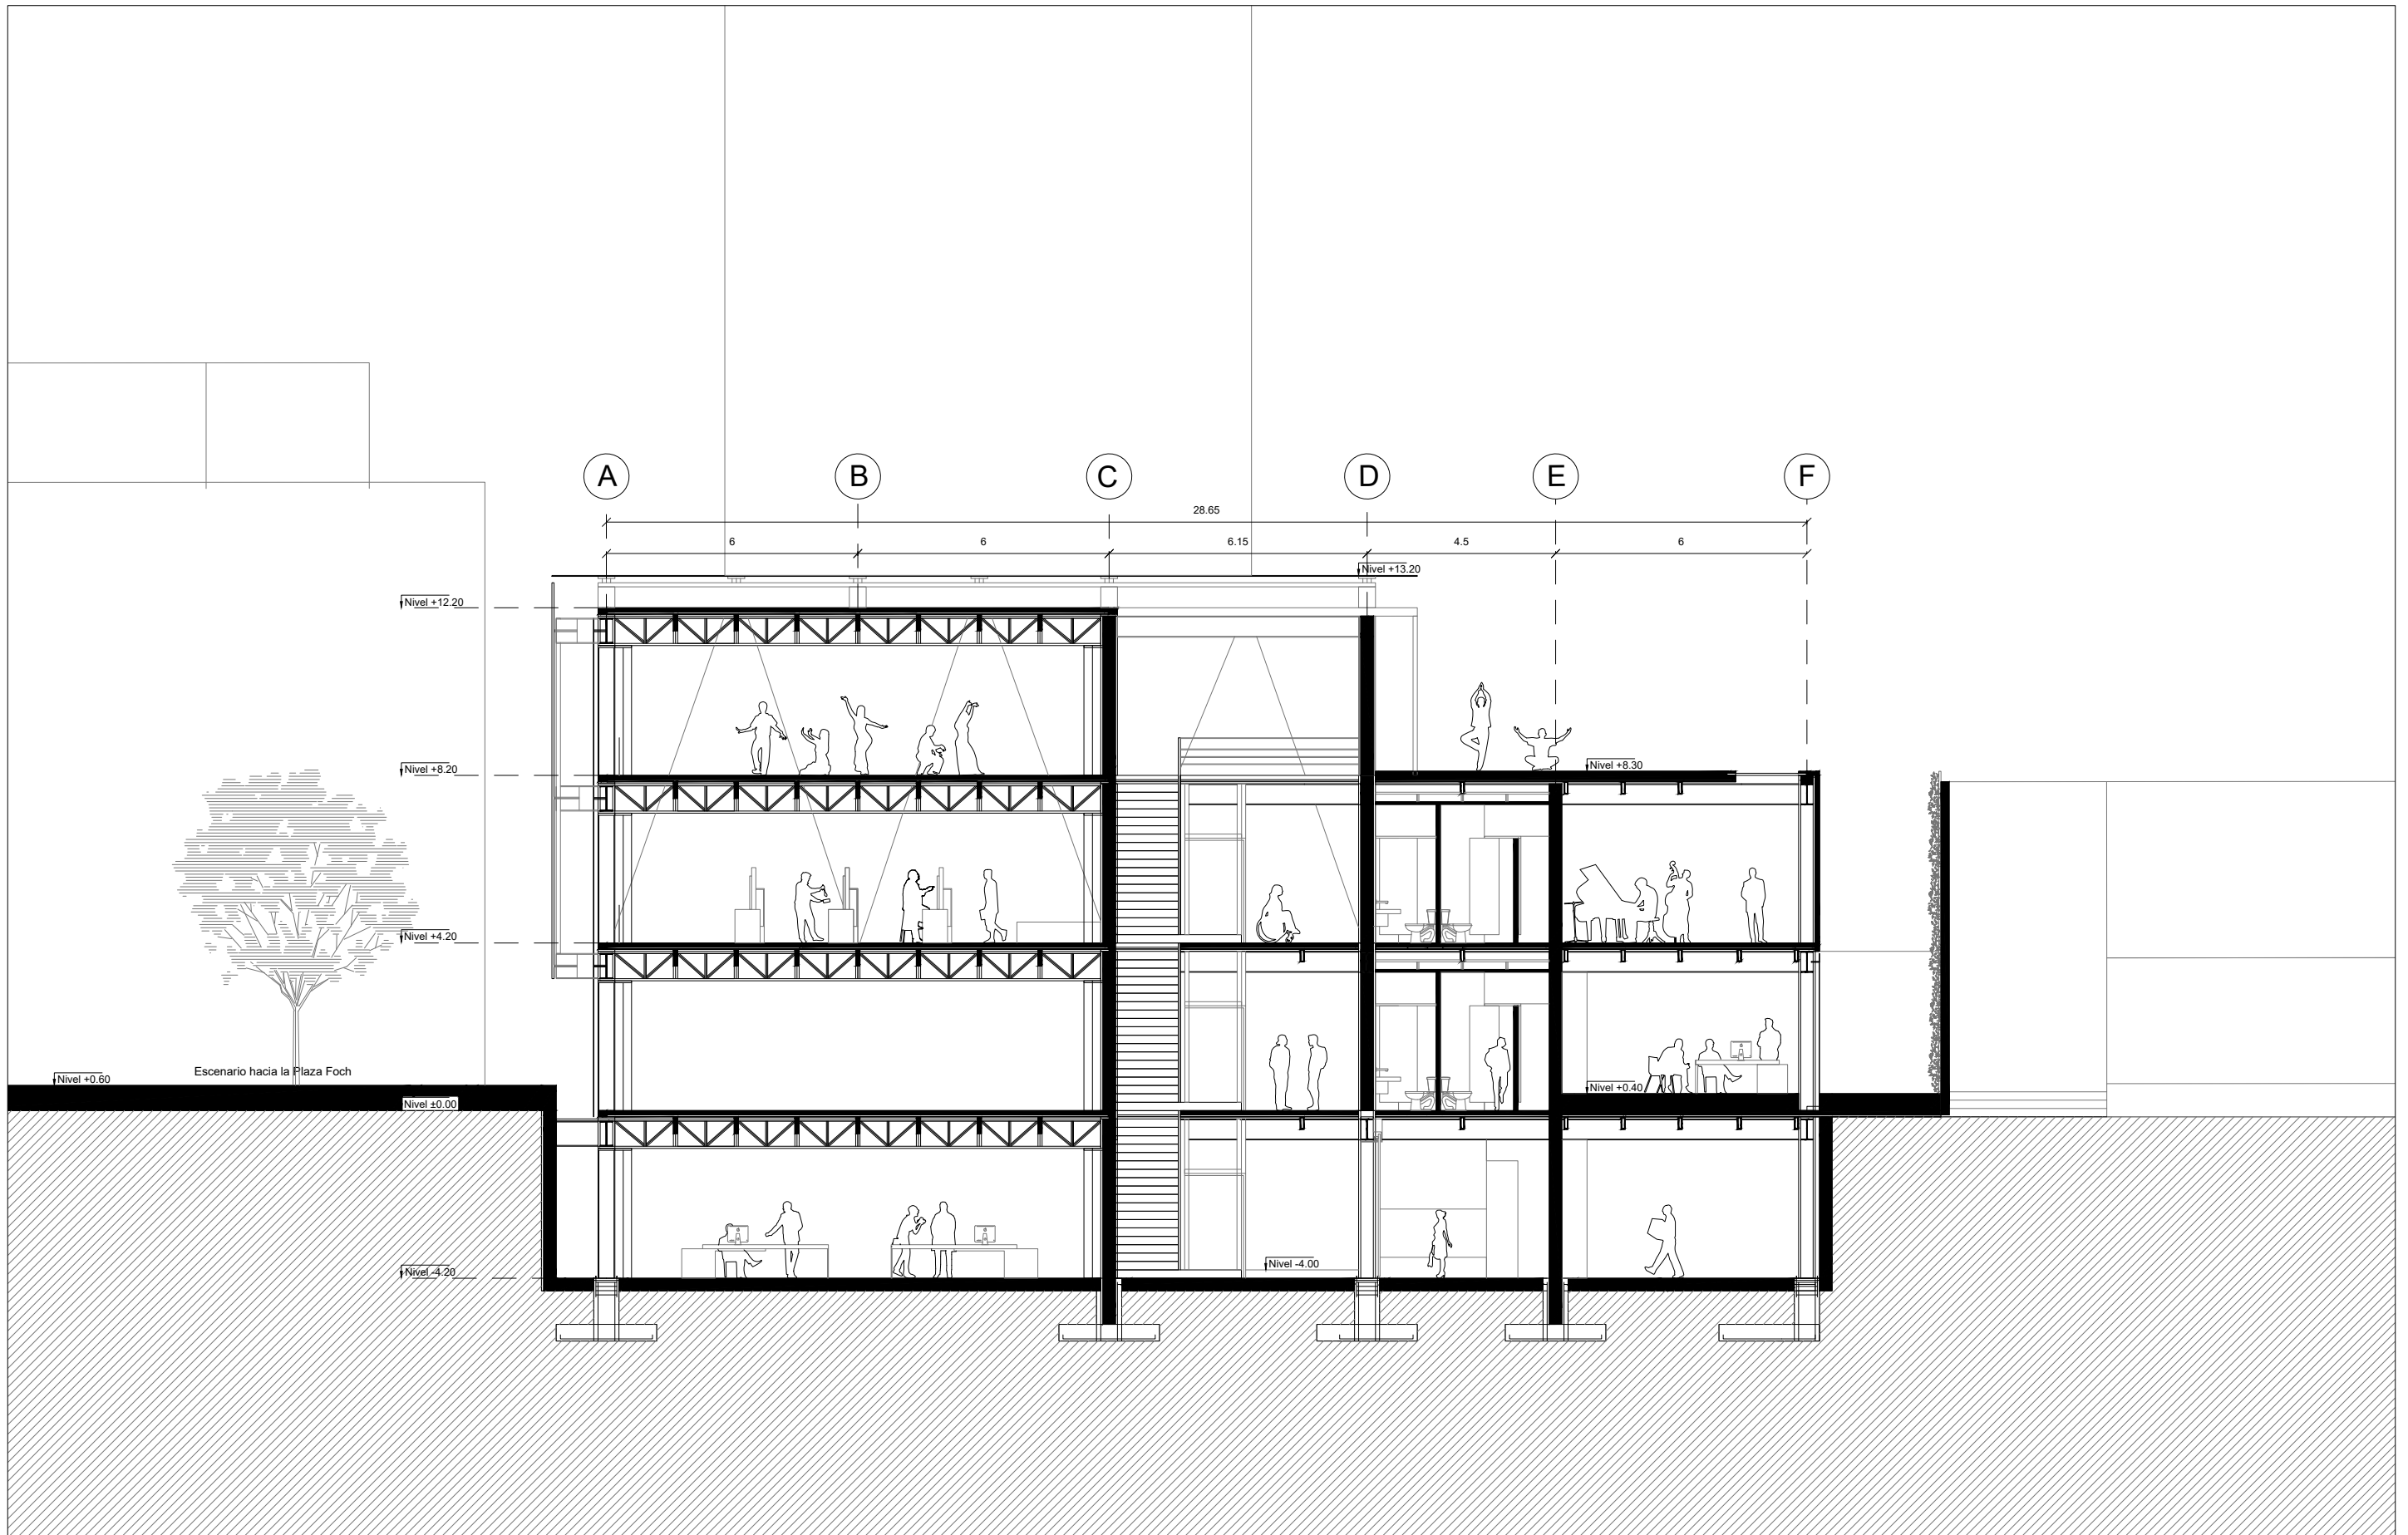 A B C D E F
28.65
6 6 6.15 4.5 6
Nivel +13.20
Nivel +12.20
Nivel +8.20
Nivel +8.30
Nivel +4.20
Escenario hacia la Plaza Foch
Nivel +0.60
Nivel +0.40
Nivel ±0.00
Nivel -4.00
Nivel -4.20